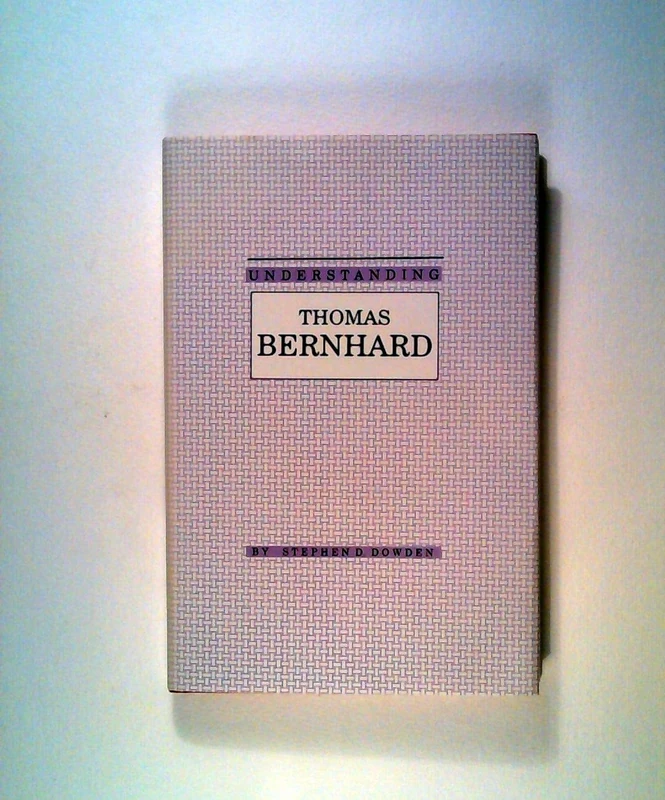 UNDERSTANDING
THOMAS
BERNHARD
BY STEPHEN D. DOWDEN